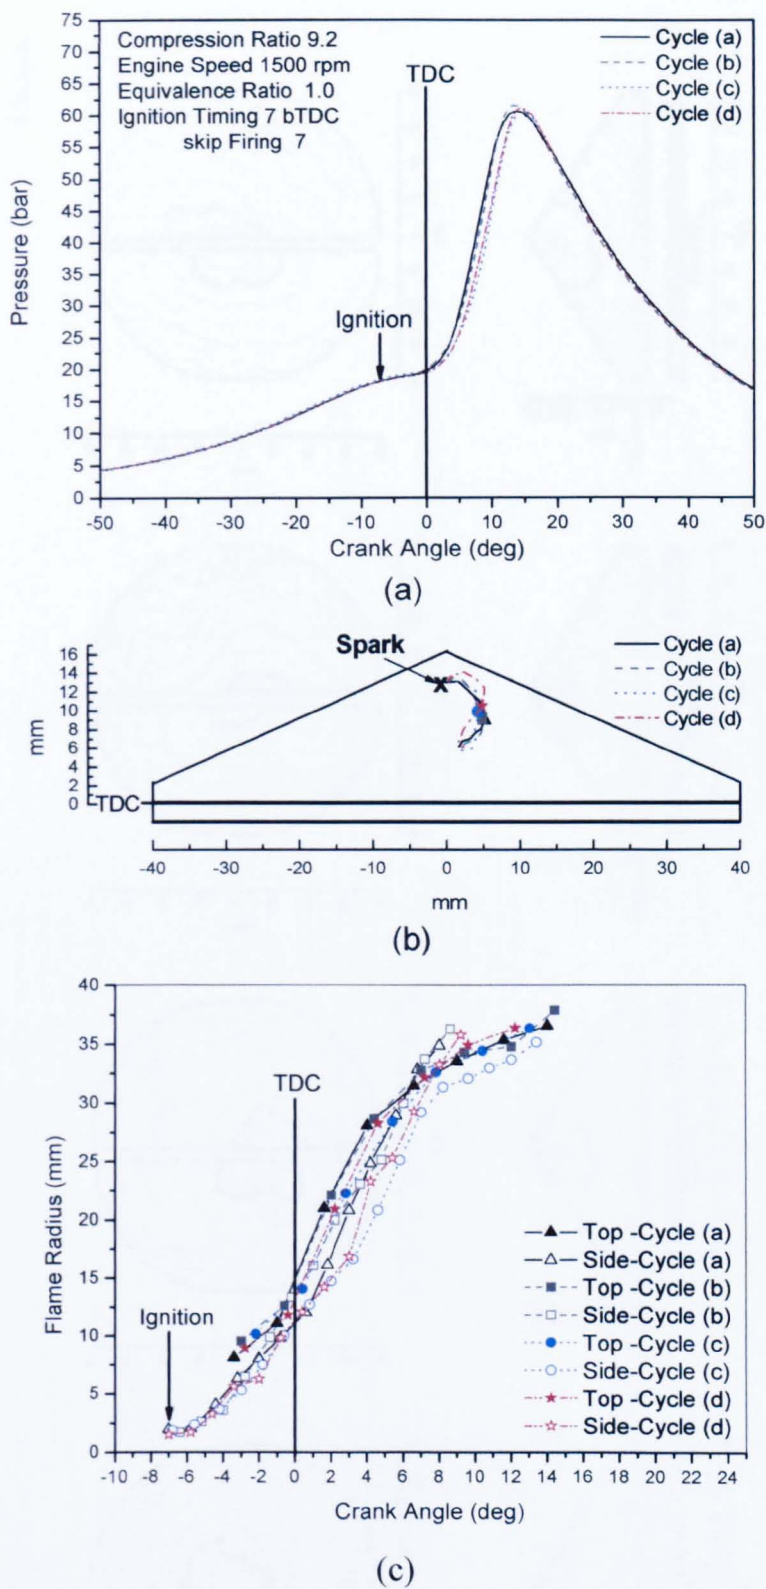 75
70
65
60
55
50
45
40
35
30
25
20
15
10
5
0
Pressure (bar)
Compression Ratio 9.2
Engine Speed 1500 rpm
Equivalence Ratio 1.0
Ignition Timing 7 bTDC
skip Firing 7
TDC
Cycle (a)
Cycle (b)
Cycle (c)
Cycle (d)
Ignition
-50 -40 -30 -20 -10 0 10 20 30 40 50
Crank Angle (deg)
(a)
16
14
12
10
8
6
4
2
0
mm
Spark
Cycle (a)
Cycle (b)
Cycle (c)
Cycle (d)
TDC
-40 -30 -20 -10 0 10 20 30 40
mm
(b)
40
35
30
25
20
15
10
5
0
Flame Radius (mm)
TDC
Ignition
Top -Cycle (a)
Side-Cycle (a)
Top -Cycle (b)
Side-Cycle (b)
Top -Cycle (c)
Side-Cycle (c)
Top -Cycle (d)
Side-Cycle (d)
-10 -8 -6 -4 -2 0 2 4 6 8 10 12 14 16 18 20 22 24
Crank Angle (deg)
(c)